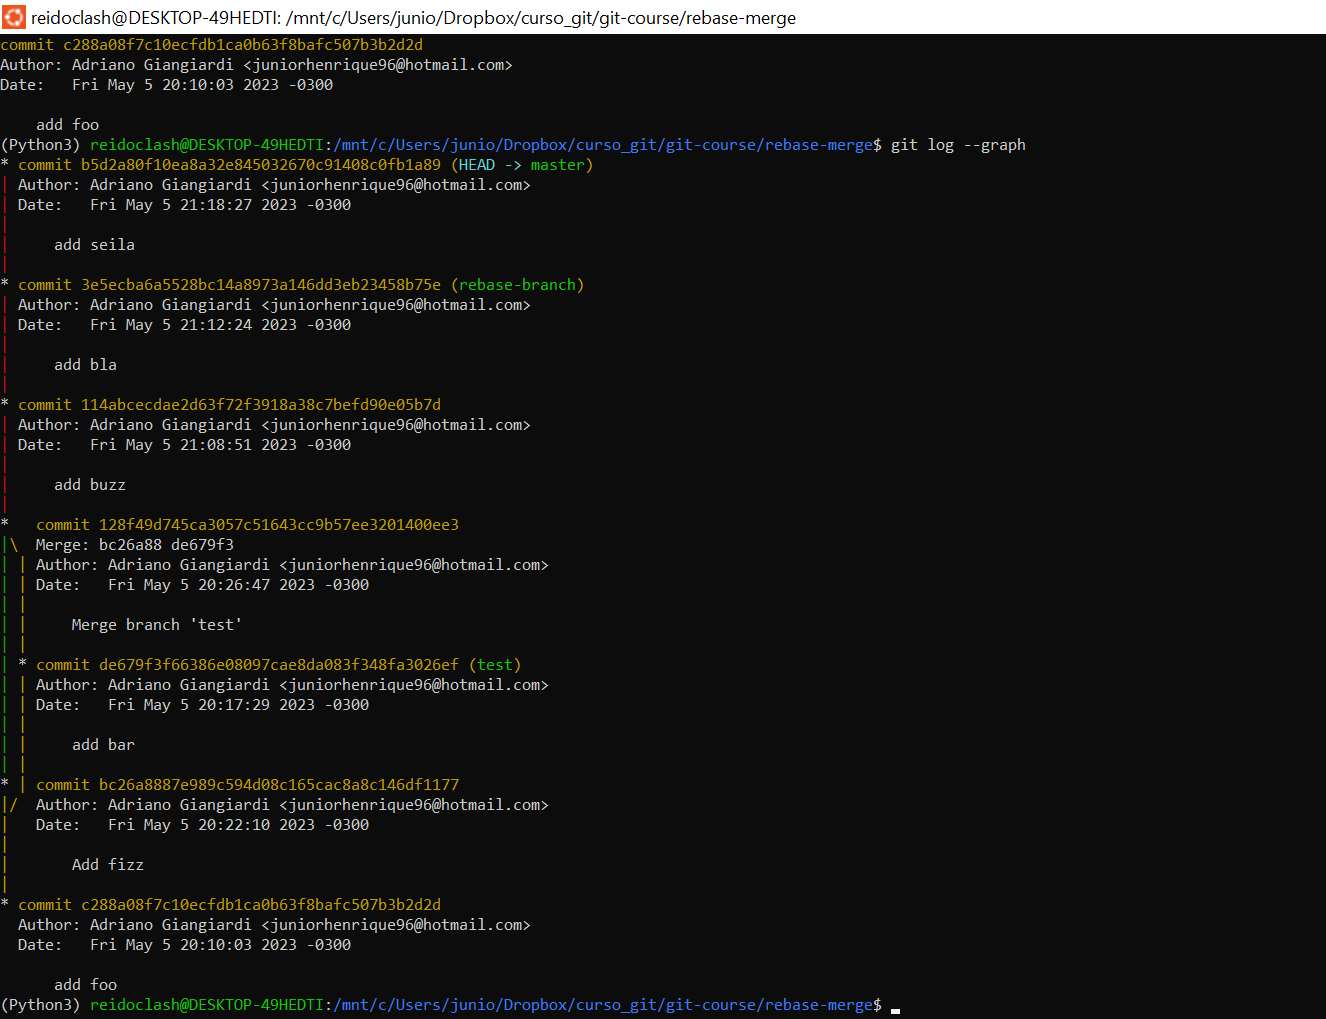 reidoclash@DESKTOP-49HEDTI: /mnt/c/Users/junio/Dropbox/curso_git/git-course/rebase-merge
commit c288a08f7c10ecfdb1ca0b63f8bafc507b3b2d2d
Author: Adriano Giangiardi <juniorhenrique96@hotmail.com>
Date:   Fri May 5 20:10:03 2023 -0300

    add foo
(Python3) reidoclash@DESKTOP-49HEDTI:/mnt/c/Users/junio/Dropbox/curso_git/git-course/rebase-merge$ git log --graph
* commit b5d2a80f10ea8a32e845032670c91408c0fb1a89 (HEAD -> master)
| Author: Adriano Giangiardi <juniorhenrique96@hotmail.com>
| Date:   Fri May 5 21:18:27 2023 -0300
|
|     add seila
|
* commit 3e5ecba6a5528bc14a8973a146dd3eb23458b75e (rebase-branch)
| Author: Adriano Giangiardi <juniorhenrique96@hotmail.com>
| Date:   Fri May 5 21:12:24 2023 -0300
|
|     add bla
|
* commit 114abcecdae2d63f72f3918a38c7befd90e05b7d
| Author: Adriano Giangiardi <juniorhenrique96@hotmail.com>
| Date:   Fri May 5 21:08:51 2023 -0300
|
|     add buzz
|
*   commit 128f49d745ca3057c51643cc9b57ee3201400ee3
|\  Merge: bc26a88 de679f3
| | Author: Adriano Giangiardi <juniorhenrique96@hotmail.com>
| | Date:   Fri May 5 20:26:47 2023 -0300
| |
| |     Merge branch 'test'
| |
| * commit de679f3f66386e08097cae8da083f348fa3026ef (test)
| | Author: Adriano Giangiardi <juniorhenrique96@hotmail.com>
| | Date:   Fri May 5 20:17:29 2023 -0300
| |
| |     add bar
| |
* | commit bc26a8887e989c594d08c165cac8a8c146df1177
|/  Author: Adriano Giangiardi <juniorhenrique96@hotmail.com>
|   Date:   Fri May 5 20:22:10 2023 -0300
|
|       Add fizz
|
* commit c288a08f7c10ecfdb1ca0b63f8bafc507b3b2d2d
  Author: Adriano Giangiardi <juniorhenrique96@hotmail.com>
  Date:   Fri May 5 20:10:03 2023 -0300

      add foo
(Python3) reidoclash@DESKTOP-49HEDTI:/mnt/c/Users/junio/Dropbox/curso_git/git-course/rebase-merge$